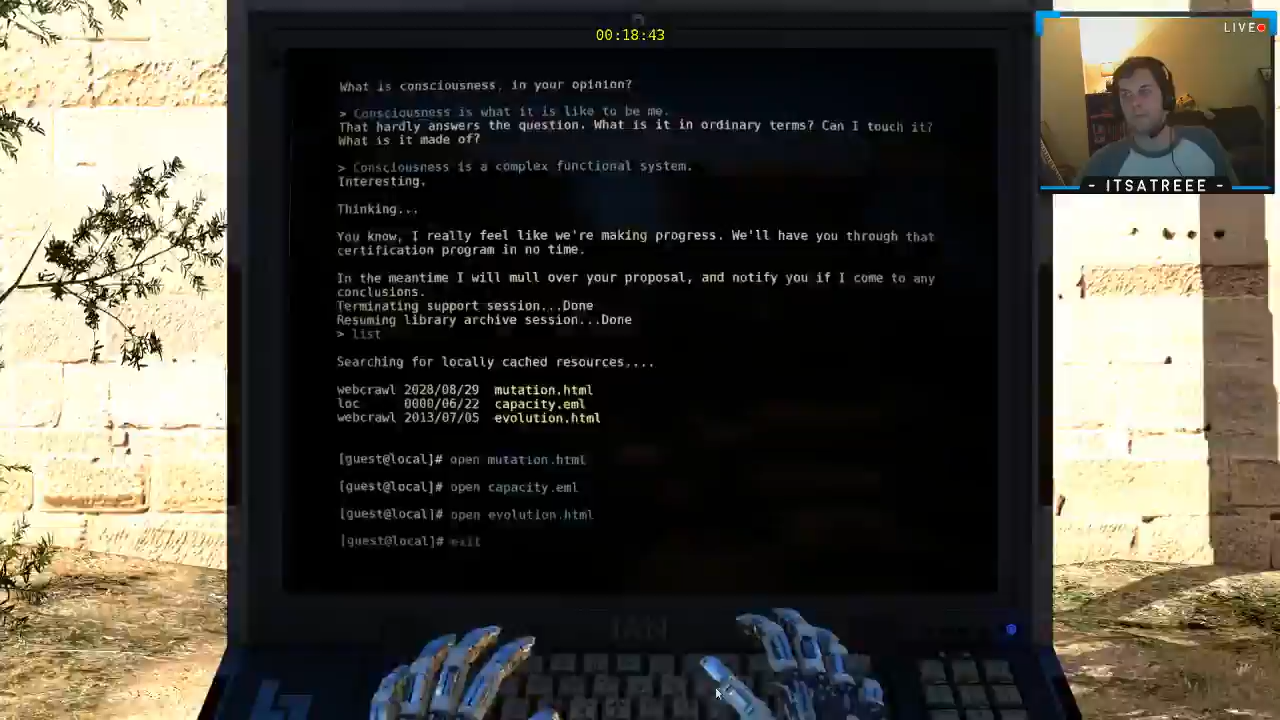 00:18:43
LIVE
What is consciousness, in your opinion?
> Consciousness is what it is like to be me.
That hardly answers the question. What is it in ordinary terms? Can I touch it?
What is it made of?
> Consciousness is a complex functional system.
Interesting.
Thinking...
You know, I really feel like we're making progress. We'll have you through that
certification program in no time.
In the meantime I will mull over your proposal, and notify you if I come to any
conclusions.
Terminating support session...Done
Resuming library archive session...Done
> list
Searching for locally cached resources....
webcrawl 2028/08/29 mutation.html
loc 0000/06/22 capacity.eml
webcrawl 2013/07/05 evolution.html
[guest@local]# open mutation.html
[guest@local]# open capacity.eml
[guest@local]# open evolution.html
[guest@local]# exit
- ITSATREEE -
IAN